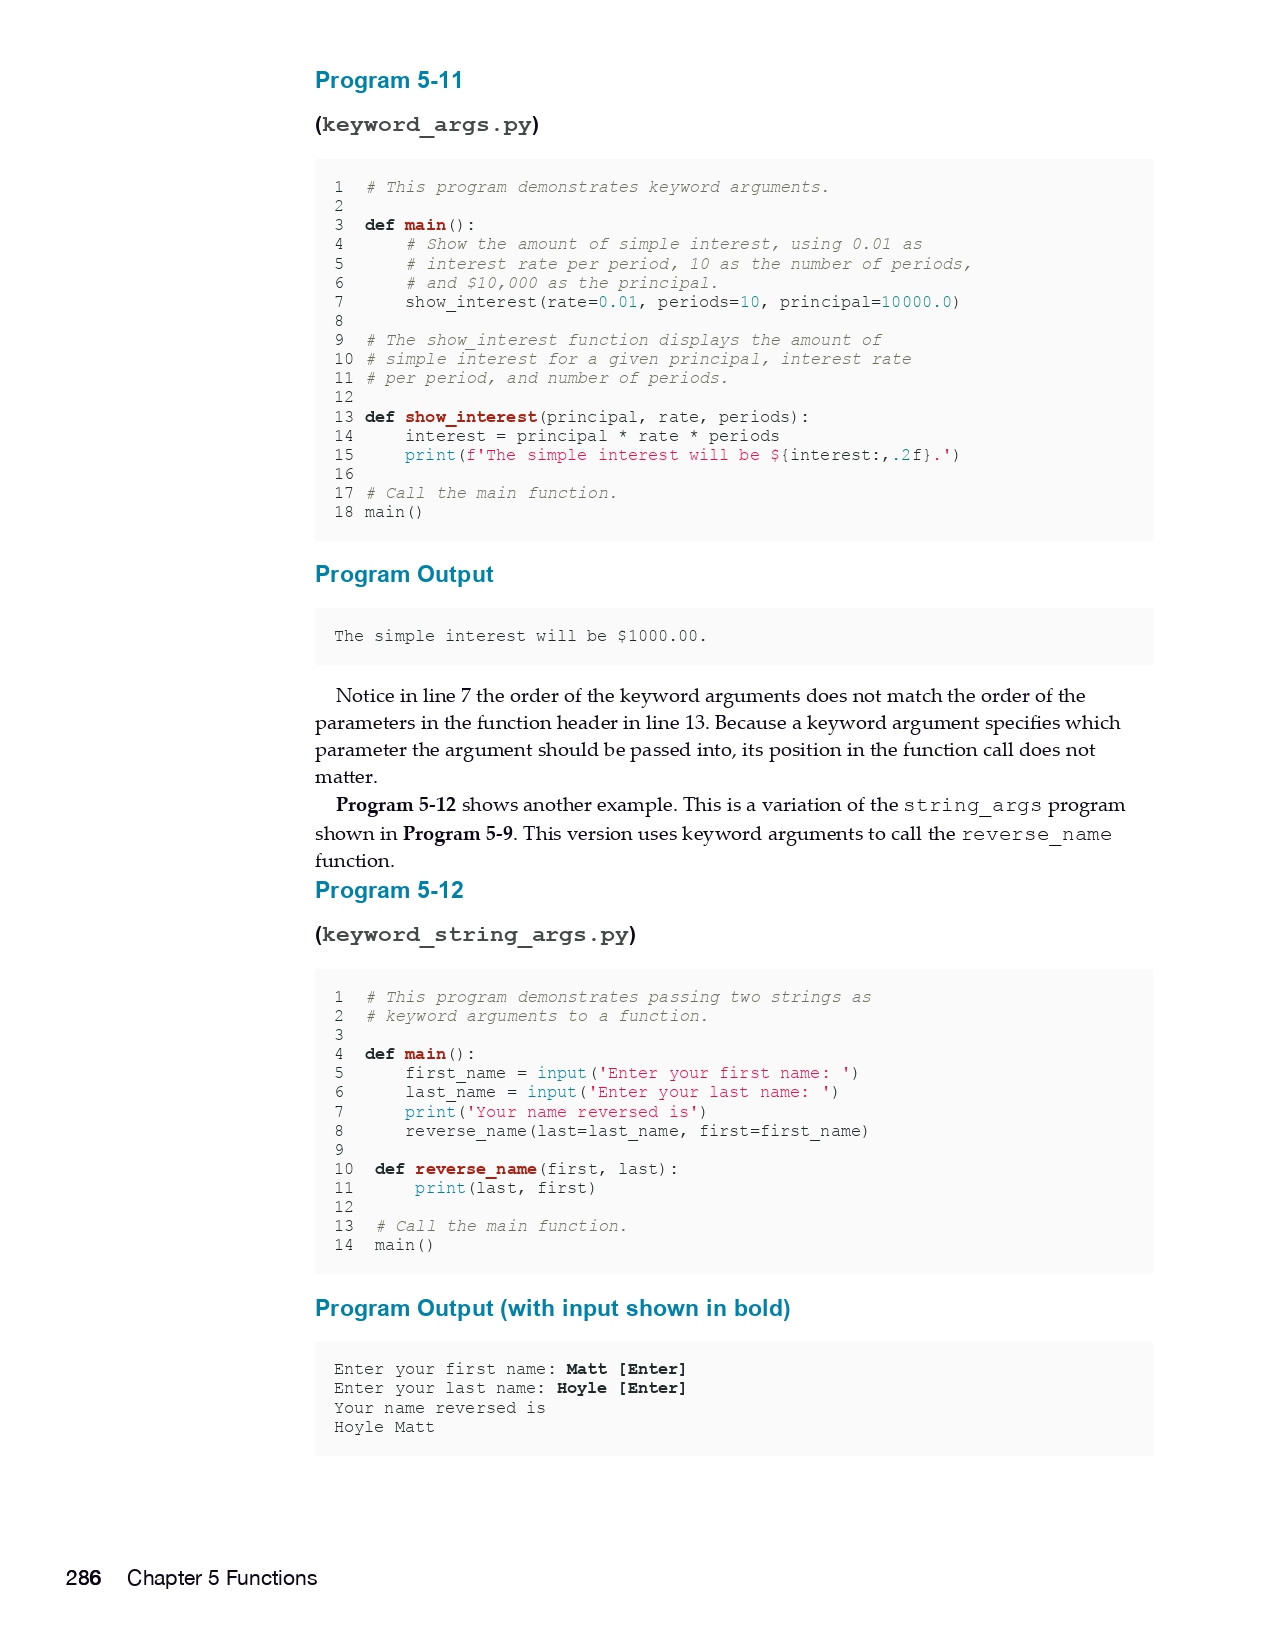 Program 5-11
(keyword_args.py)
1  # This program demonstrates keyword arguments.
2
3  def main():
4      # Show the amount of simple interest, using 0.01 as
5      # interest rate per period, 10 as the number of periods,
6      # and $10,000 as the principal.
7      show_interest(rate=0.01, periods=10, principal=10000.0)
8
9  # The show_interest function displays the amount of
10 # simple interest for a given principal, interest rate
11 # per period, and number of periods.
12
13 def show_interest(principal, rate, periods):
14     interest = principal * rate * periods
15     print(f'The simple interest will be ${interest:,.2f}.')
16
17 # Call the main function.
18 main()
Program Output
The simple interest will be $1000.00.
Notice in line 7 the order of the keyword arguments does not match the order of the
parameters in the function header in line 13. Because a keyword argument specifies which
parameter the argument should be passed into, its position in the function call does not
matter.
Program 5-12 shows another example. This is a variation of the string_args program
shown in Program 5-9. This version uses keyword arguments to call the reverse_name
function.
Program 5-12
(keyword_string_args.py)
1  # This program demonstrates passing two strings as
2  # keyword arguments to a function.
3
4  def main():
5      first_name = input('Enter your first name: ')
6      last_name = input('Enter your last name: ')
7      print('Your name reversed is')
8      reverse_name(last=last_name, first=first_name)
9
10  def reverse_name(first, last):
11      print(last, first)
12
13  # Call the main function.
14  main()
Program Output (with input shown in bold)
Enter your first name: Matt [Enter]
Enter your last name: Hoyle [Enter]
Your name reversed is
Hoyle Matt
286 Chapter 5 Functions